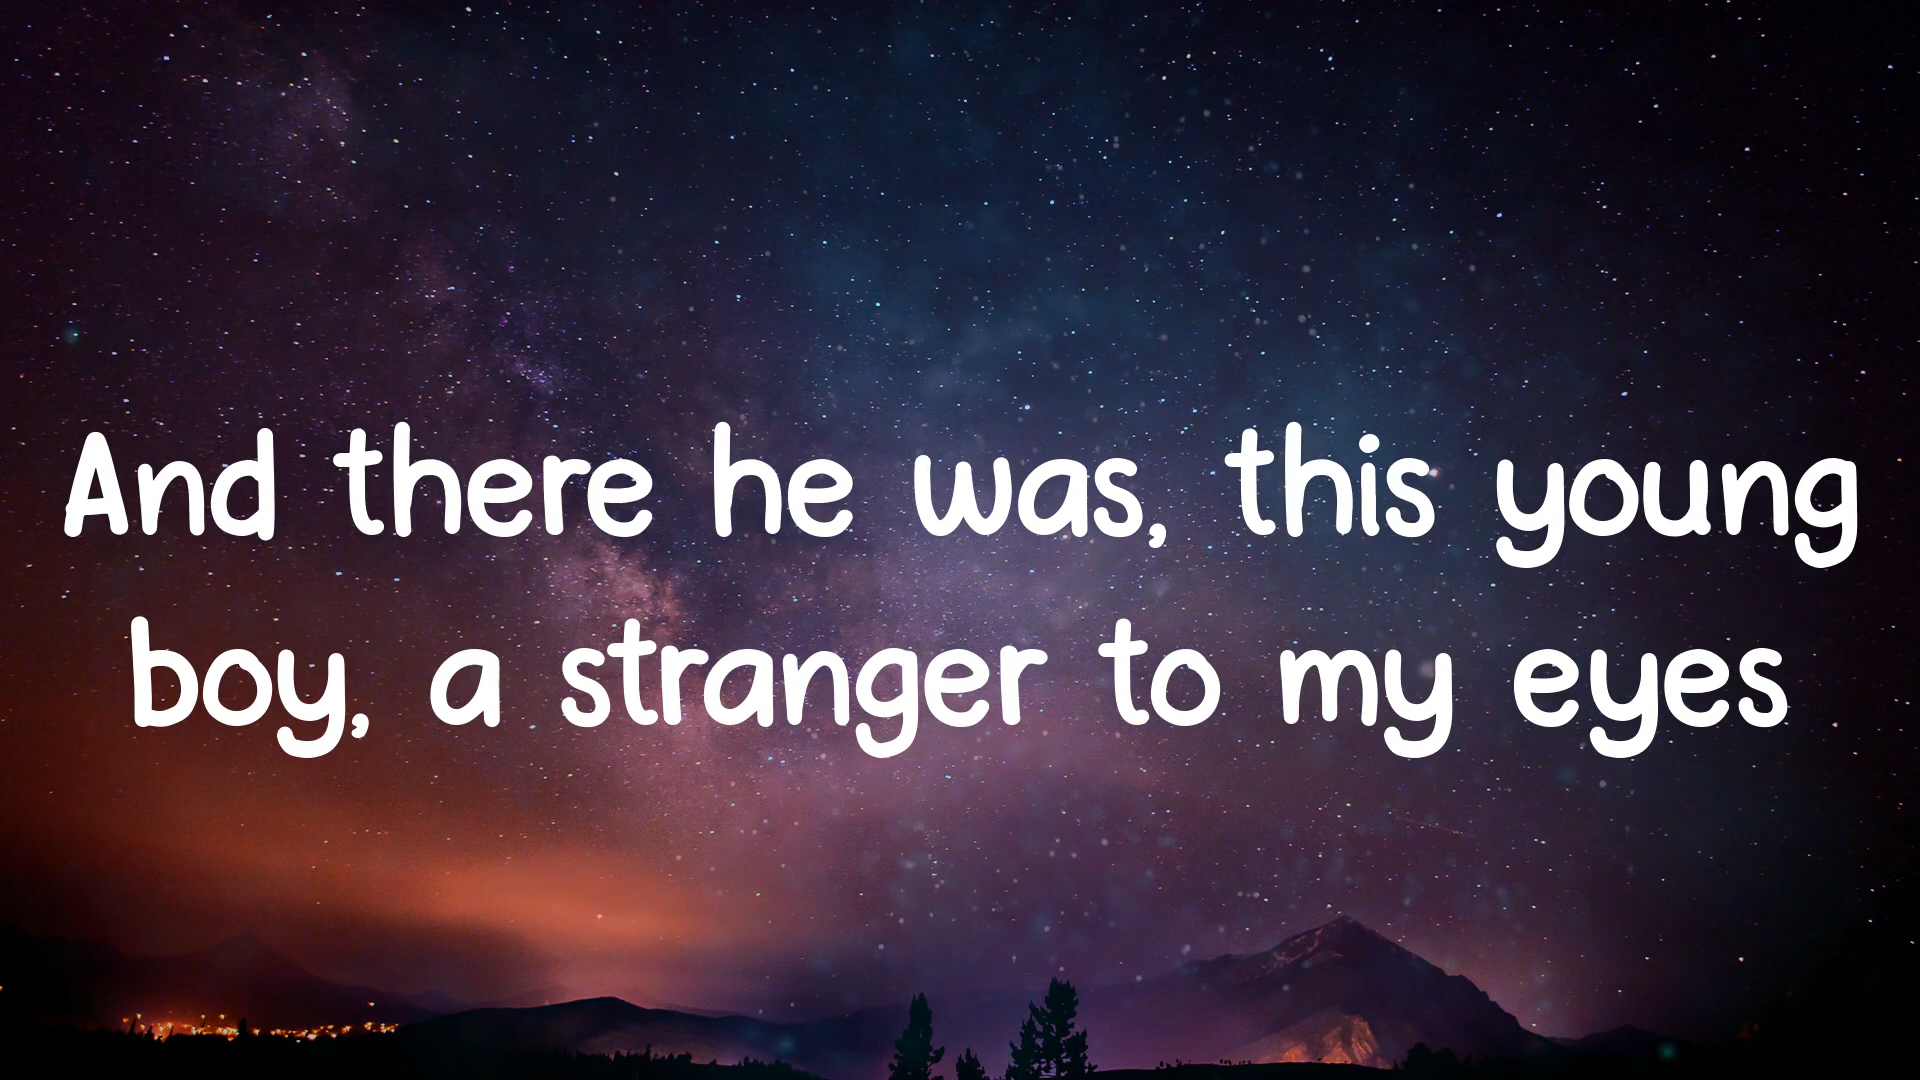 And there he was, this young
boy, a stranger to my eyes